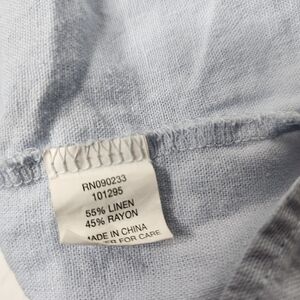 RN090233
101295
55% LINEN
45% RAYON
MADE IN CHINA
FOR CARE